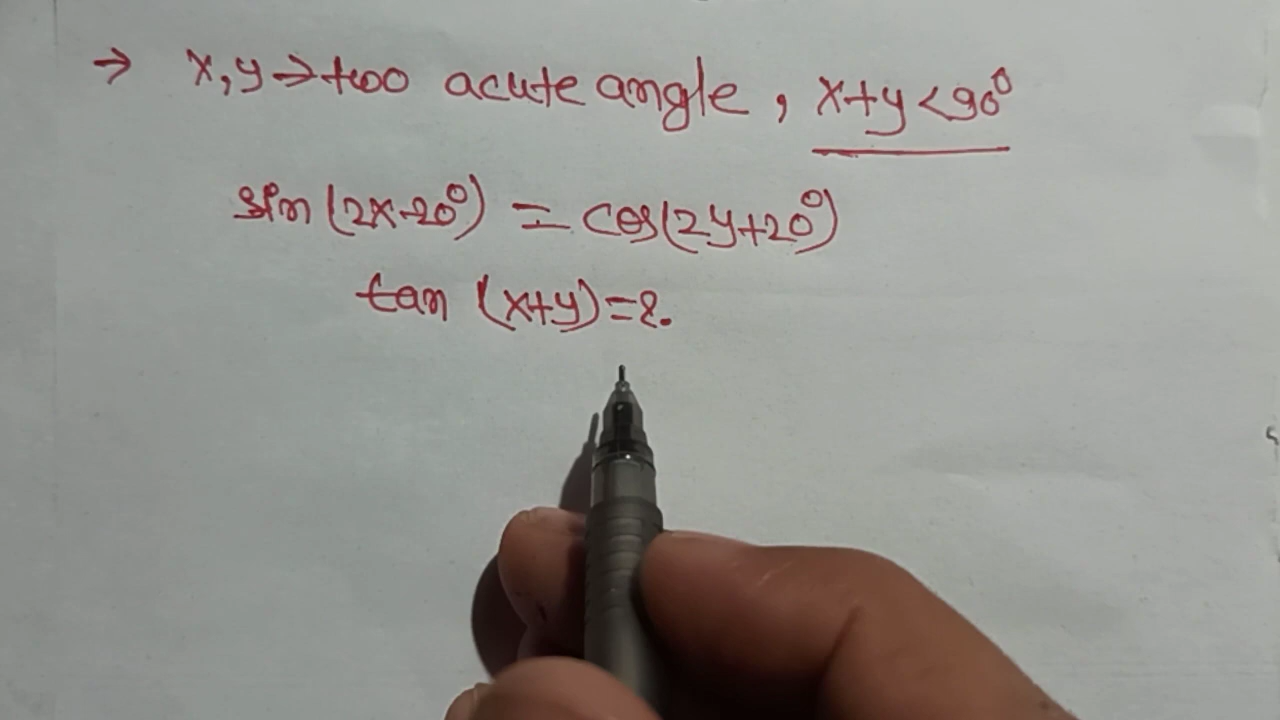 → x,y→two acute angle, x+y<90°
sin(2x-20°) = cos(2y+20°)
tan (x+y)=?.